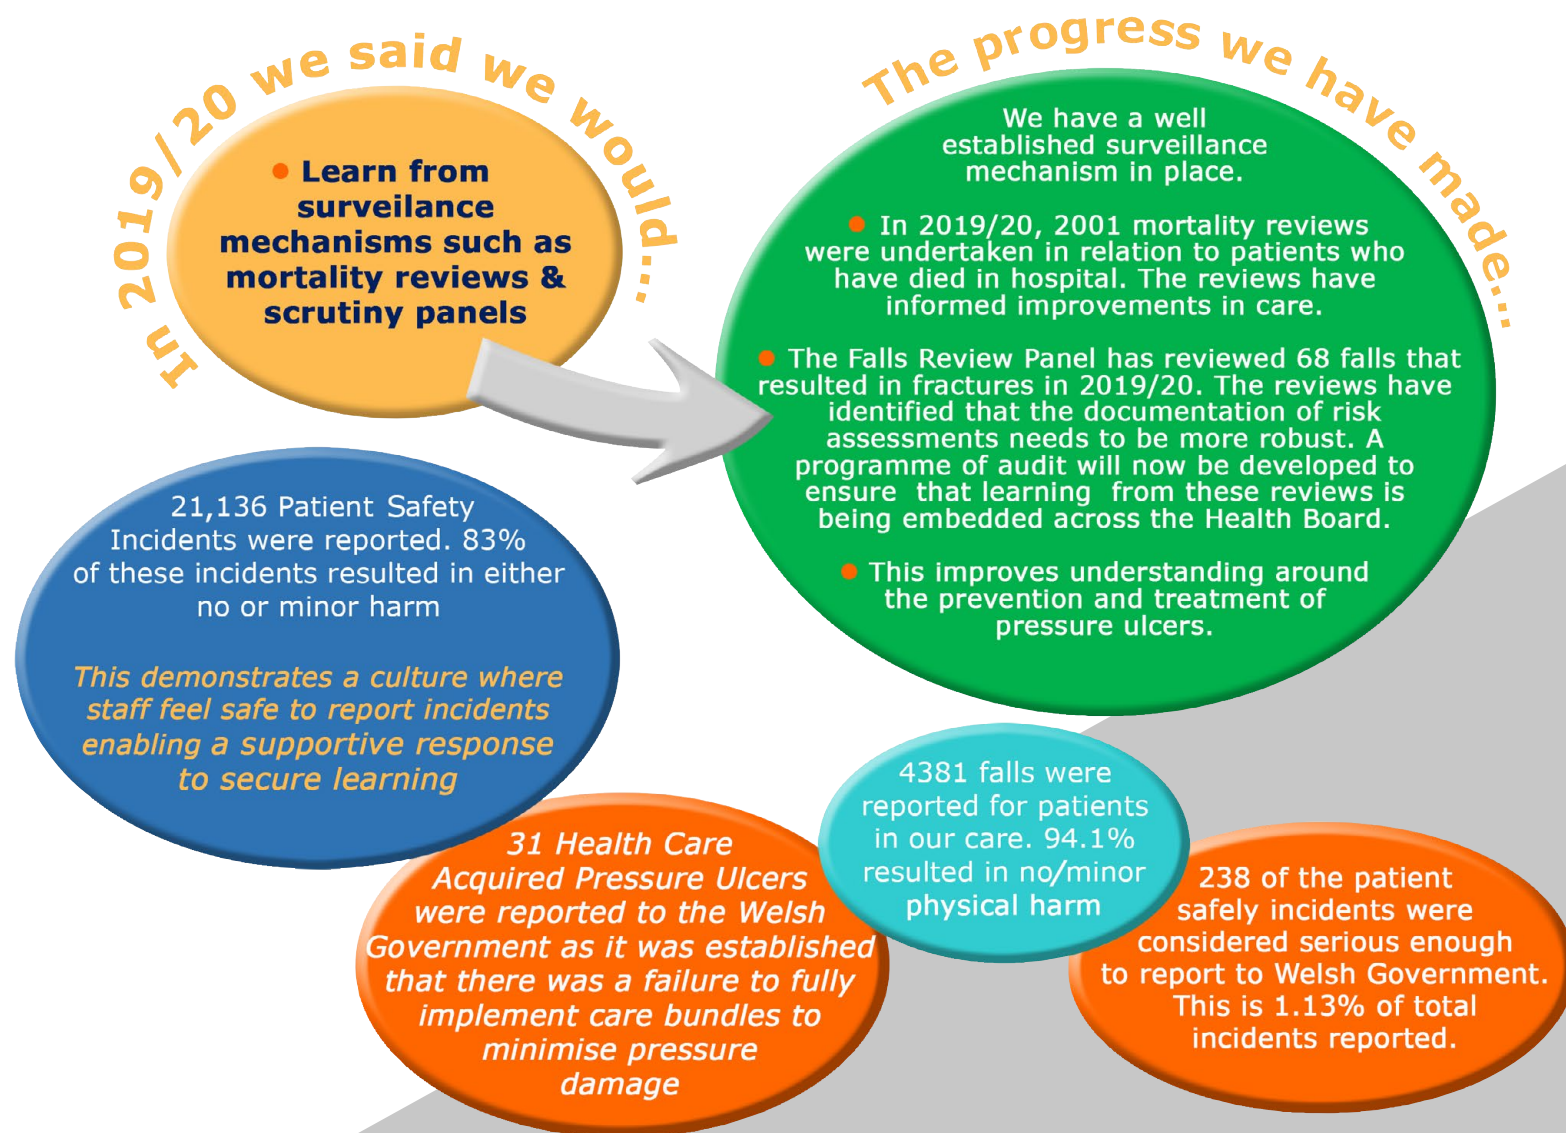 In 2019/20 we said we would...
• Learn from
surveilance
mechanisms such as
mortality reviews &
scrutiny panels
The progress we have made...
We have a well
established surveillance
mechanism in place.
• In 2019/20, 2001 mortality reviews
were undertaken in relation to patients who
have died in hospital. The reviews have
informed improvements in care.
• The Falls Review Panel has reviewed 68 falls that
resulted in fractures in 2019/20. The reviews have
identified that the documentation of risk
assessments needs to be more robust. A
programme of audit will now be developed to
ensure that learning from these reviews is
being embedded across the Health Board.
• This improves understanding around
the prevention and treatment of
pressure ulcers.
21,136 Patient Safety
Incidents were reported. 83%
of these incidents resulted in either
no or minor harm
This demonstrates a culture where
staff feel safe to report incidents
enabling a supportive response
to secure learning
31 Health Care
Acquired Pressure Ulcers
were reported to the Welsh
Government as it was established
that there was a failure to fully
implement care bundles to
minimise pressure
damage
4381 falls were
reported for patients
in our care. 94.1%
resulted in no/minor
physical harm
238 of the patient
safely incidents were
considered serious enough
to report to Welsh Government.
This is 1.13% of total
incidents reported.